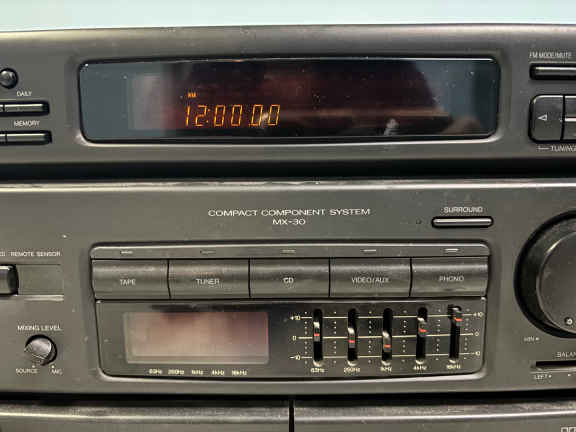 FM MODE/MUTE
DAILY
AM
12:00 00
MEMORY
TUNING
COMPACT COMPONENT SYSTEM
MX-30
SURROUND
REMOTE SENSOR
TAPE
TUNER
CD
VIDEO/AUX
PHONO
MIXING LEVEL
SOURCE
MIC
+10
+10
0
0
-10
-10
63Hz 250Hz 1kHz 4kHz 16kHz
63Hz 250Hz 1kHz 4kHz 16kHz
MIN
BALAN
LEFT